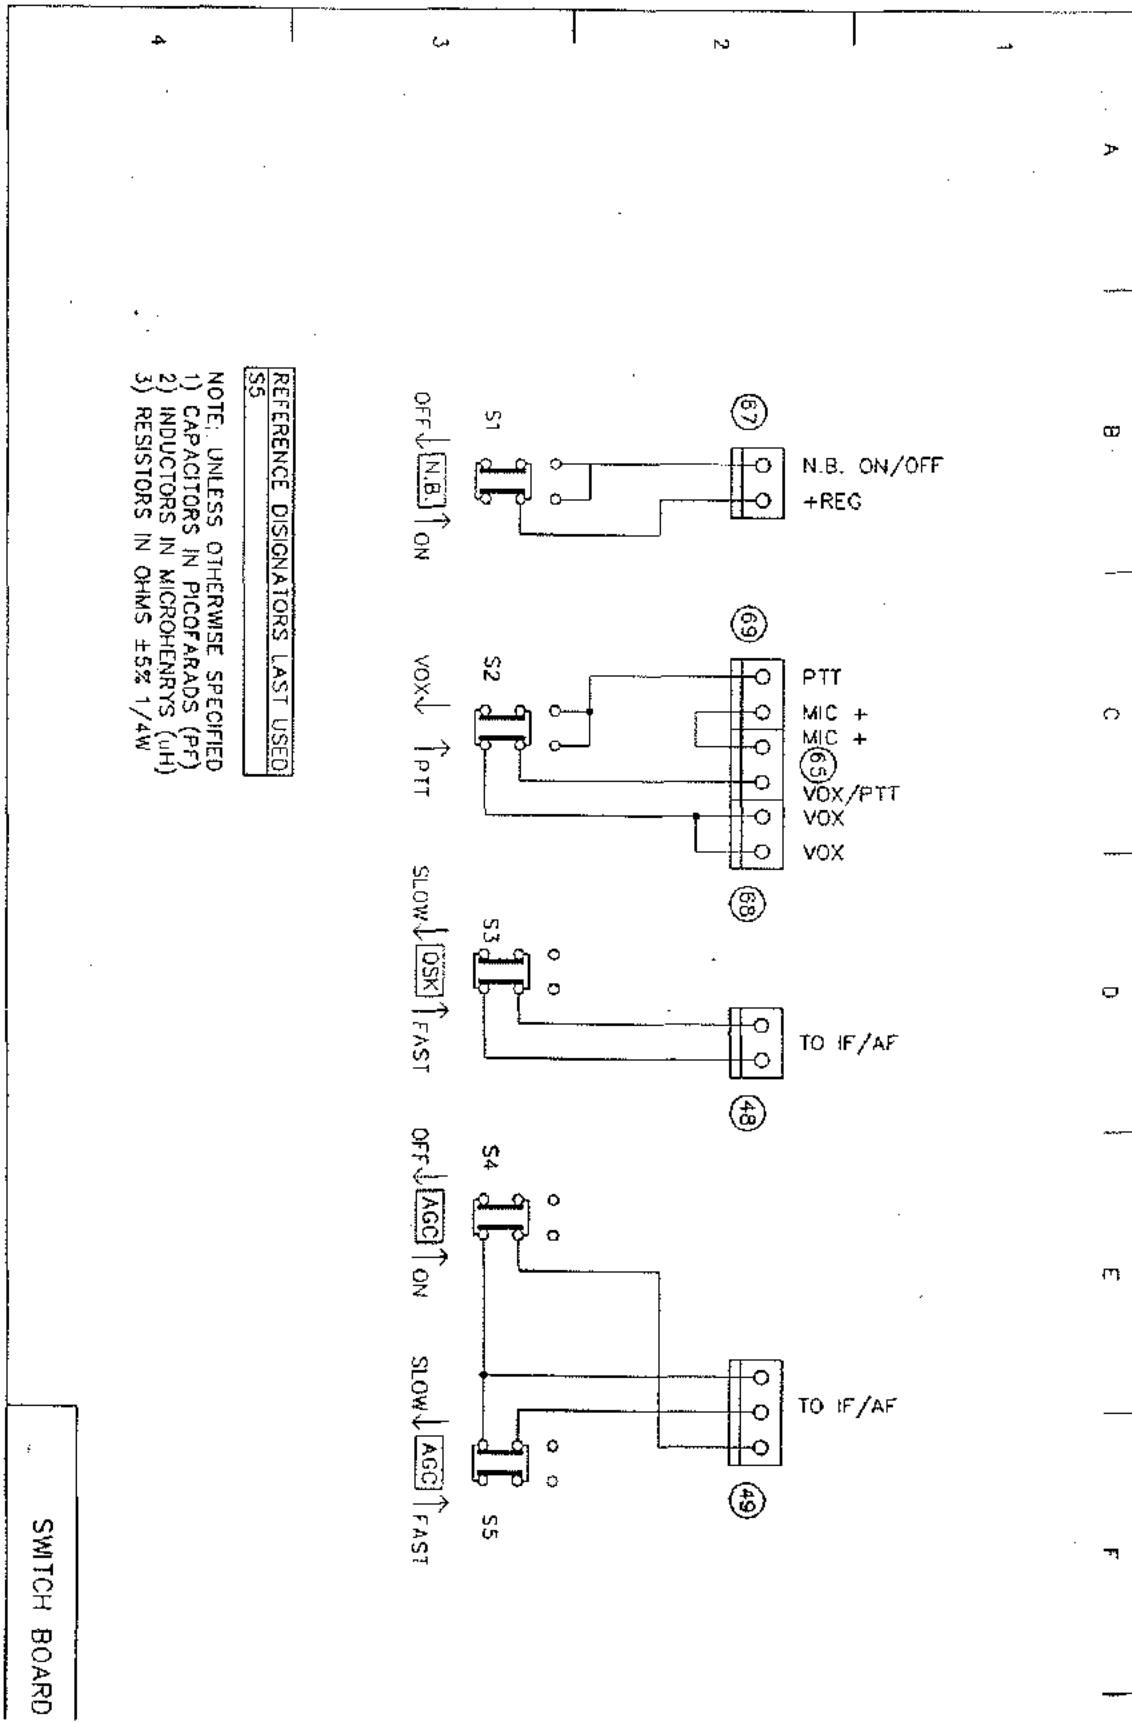 4 3 2 1
A
B
C
D
E
F
67
N.B. ON/OFF
+REG
S1
OFF N.B. ON
69
PTT
MIC +
MIC +
65
VOX/PTT
VOX
VOX
68
S2
VOX PTT
S3
SLOW QSK FAST
TO IF/AF
48
S4
OFF AGC ON
TO IF/AF
49
SLOW AGC FAST
S5
REFERENCE DISIGNATORS LAST USED
S5
NOTE; UNLESS OTHERWISE SPECIFIED
1) CAPACITORS IN PICOFARADS (PF)
2) INDUCTORS IN MICROHENRYS (uH)
3) RESISTORS IN OHMS ±5% 1/4W
SWITCH BOARD